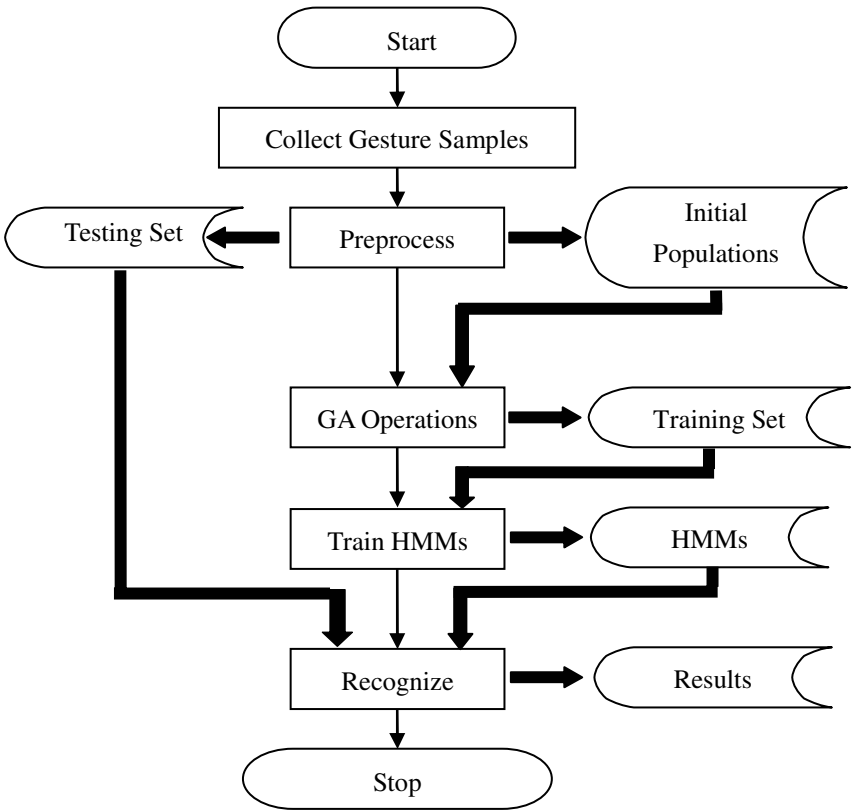 Start
Collect Gesture Samples
Testing Set
Preprocess
Initial
Populations
GA Operations
Training Set
Train HMMs
HMMs
Recognize
Results
Stop